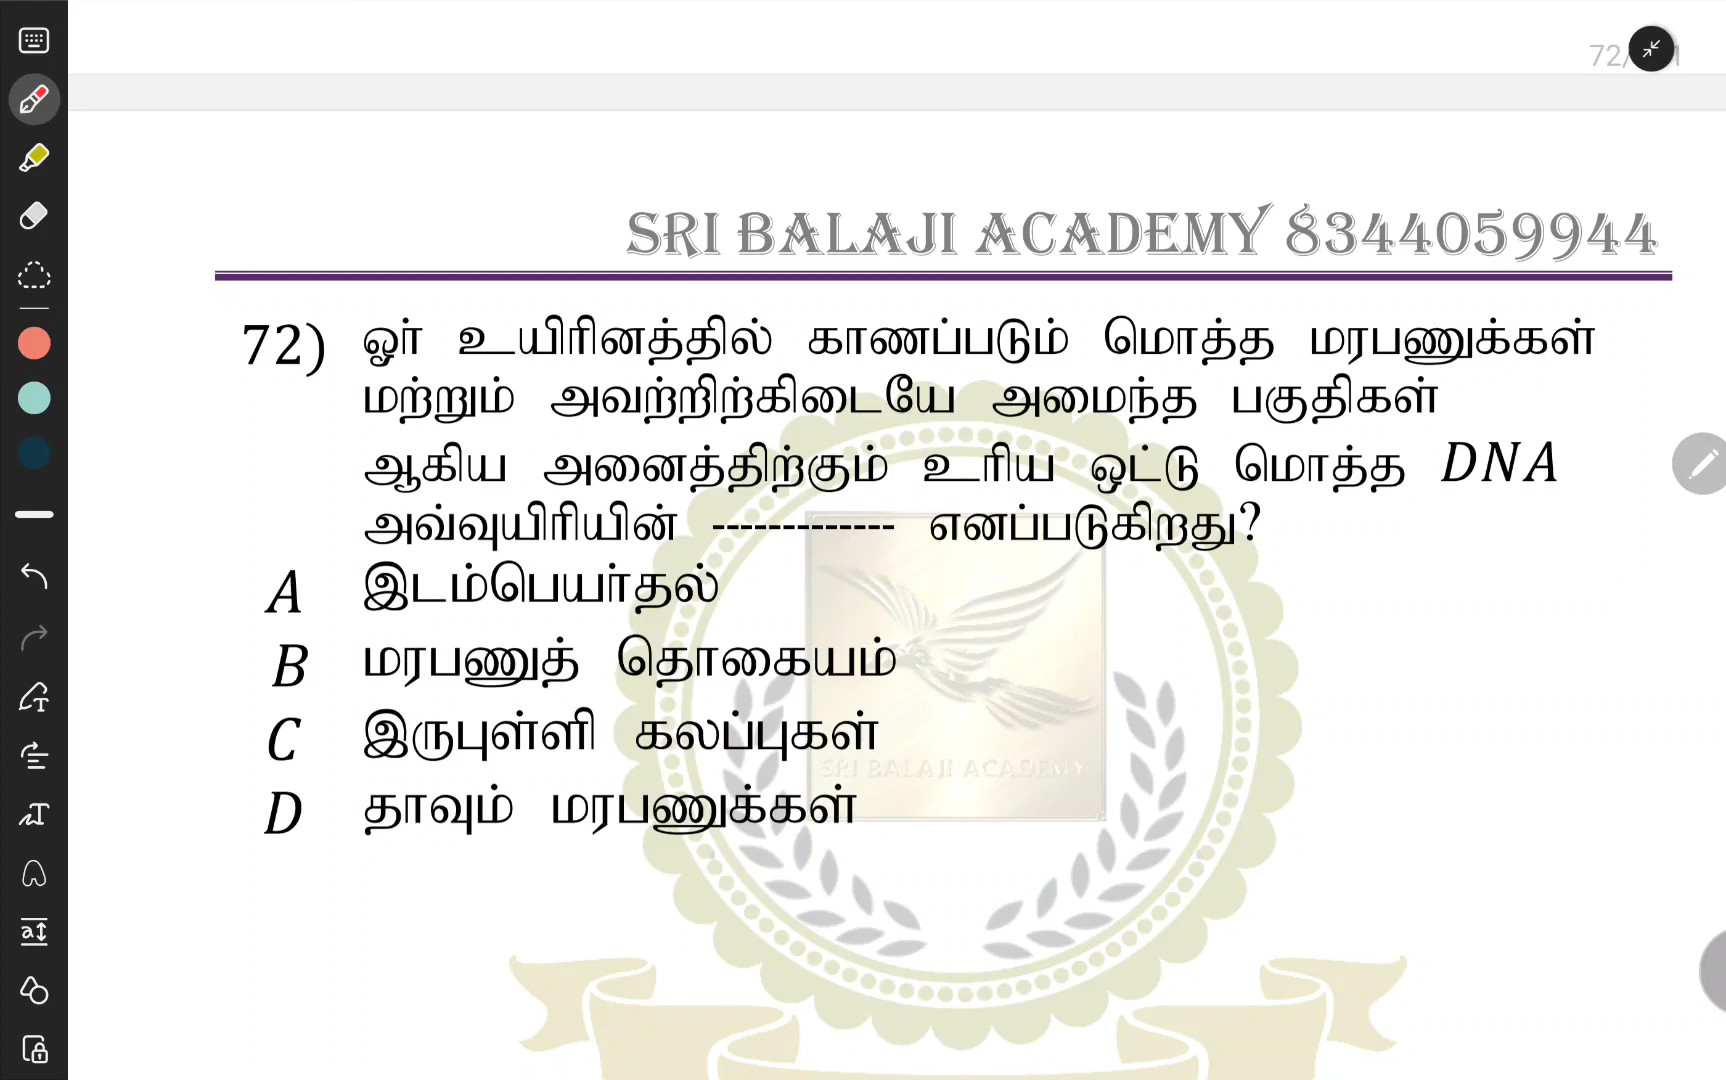 72/
SRI BALAJI ACADEMY 8344059944
72) ஓர் உயிரினத்தில் காணப்படும் மொத்த மரபணுக்கள்
மற்றும் அவற்றிற்கிடையே அமைந்த பகுதிகள்
ஆகிய அனைத்திற்கும் உரிய ஒட்டு மொத்த DNA
அவ்வுயிரியின் ------------- எனப்படுகிறது?
A இடம்பெயர்தல்
B மரபணுத் தொகையம்
C இருபுள்ளி கலப்புகள்
SRI BALAJI ACADEMY
D தாவும் மரபணுக்கள்